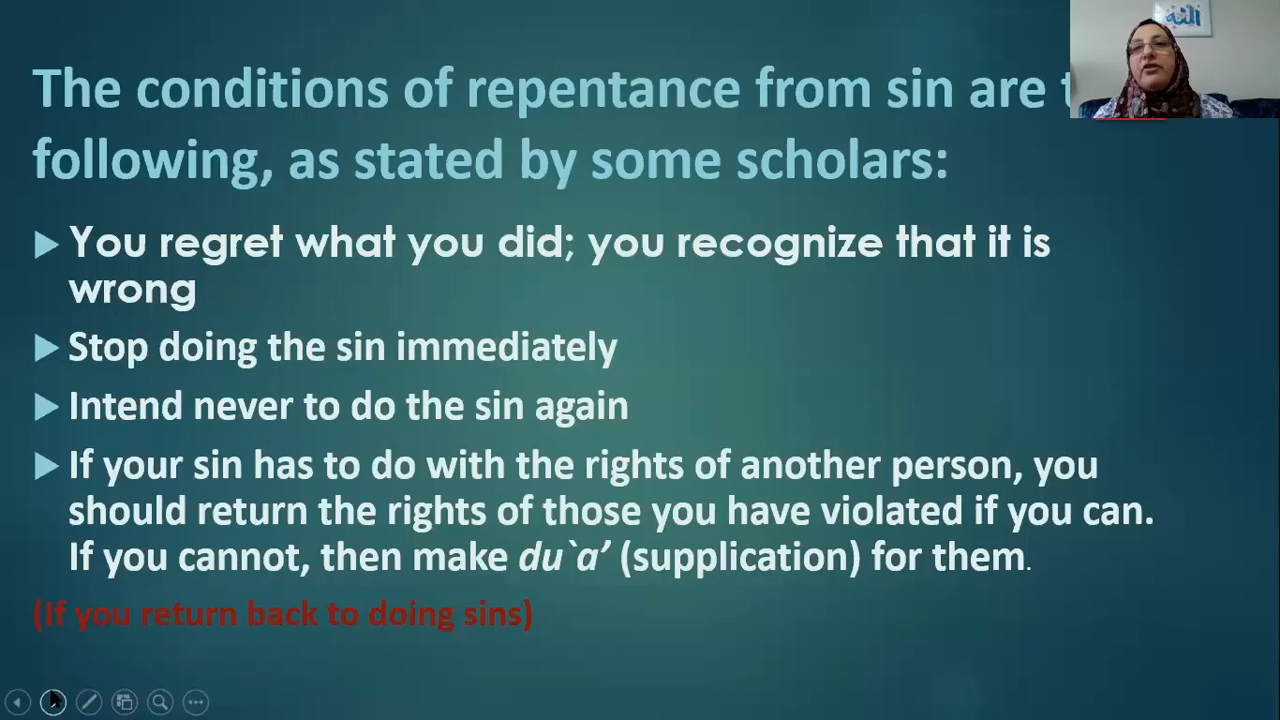 The conditions of repentance from sin are
following, as stated by some scholars:
You regret what you did; you recognize that it is
wrong
Stop doing the sin immediately
Intend never to do the sin again
If your sin has to do with the rights of another person, you
should return the rights of those you have violated if you can.
If you cannot, then make du`a’ (supplication) for them.
(If you return back to doing sins)
الله